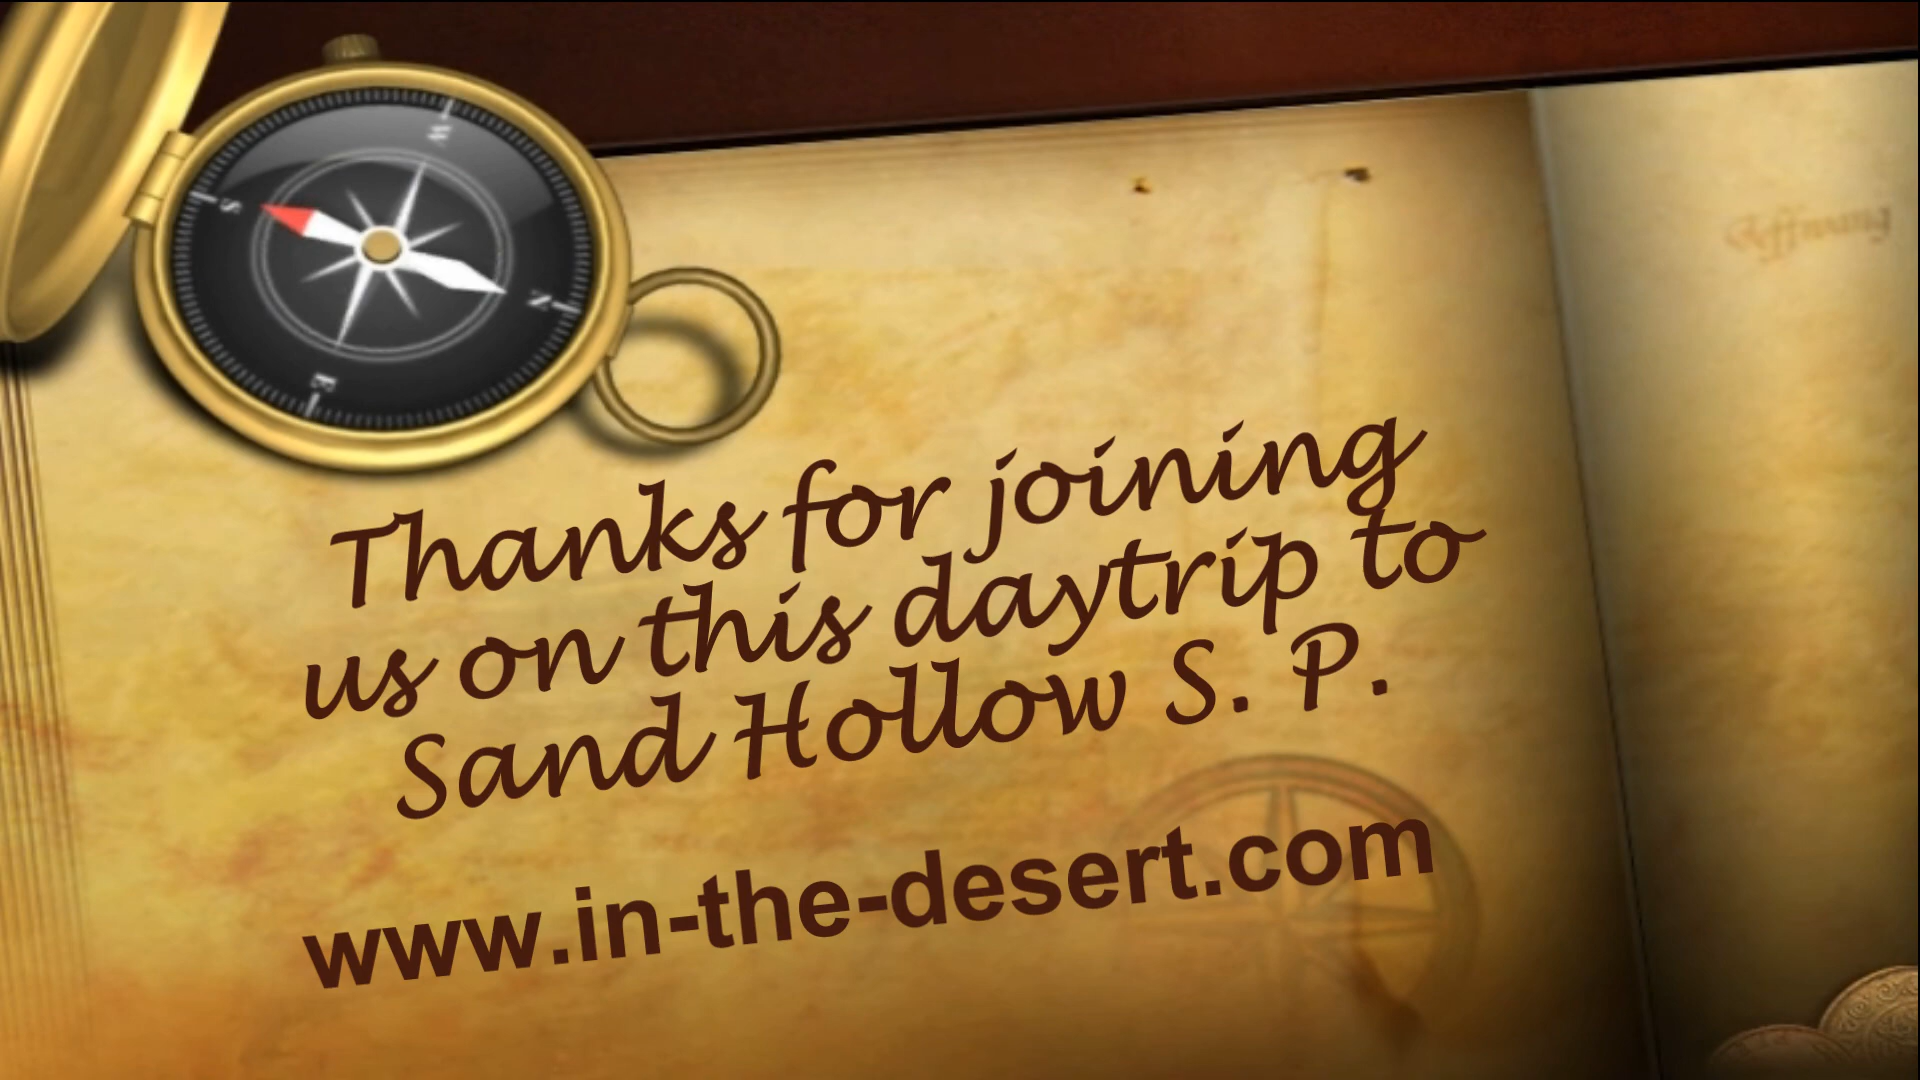 W
S
N
E
Thanks for joining
us on this daytrip to
Sand Hollow S. P.
www.in-the-desert.com